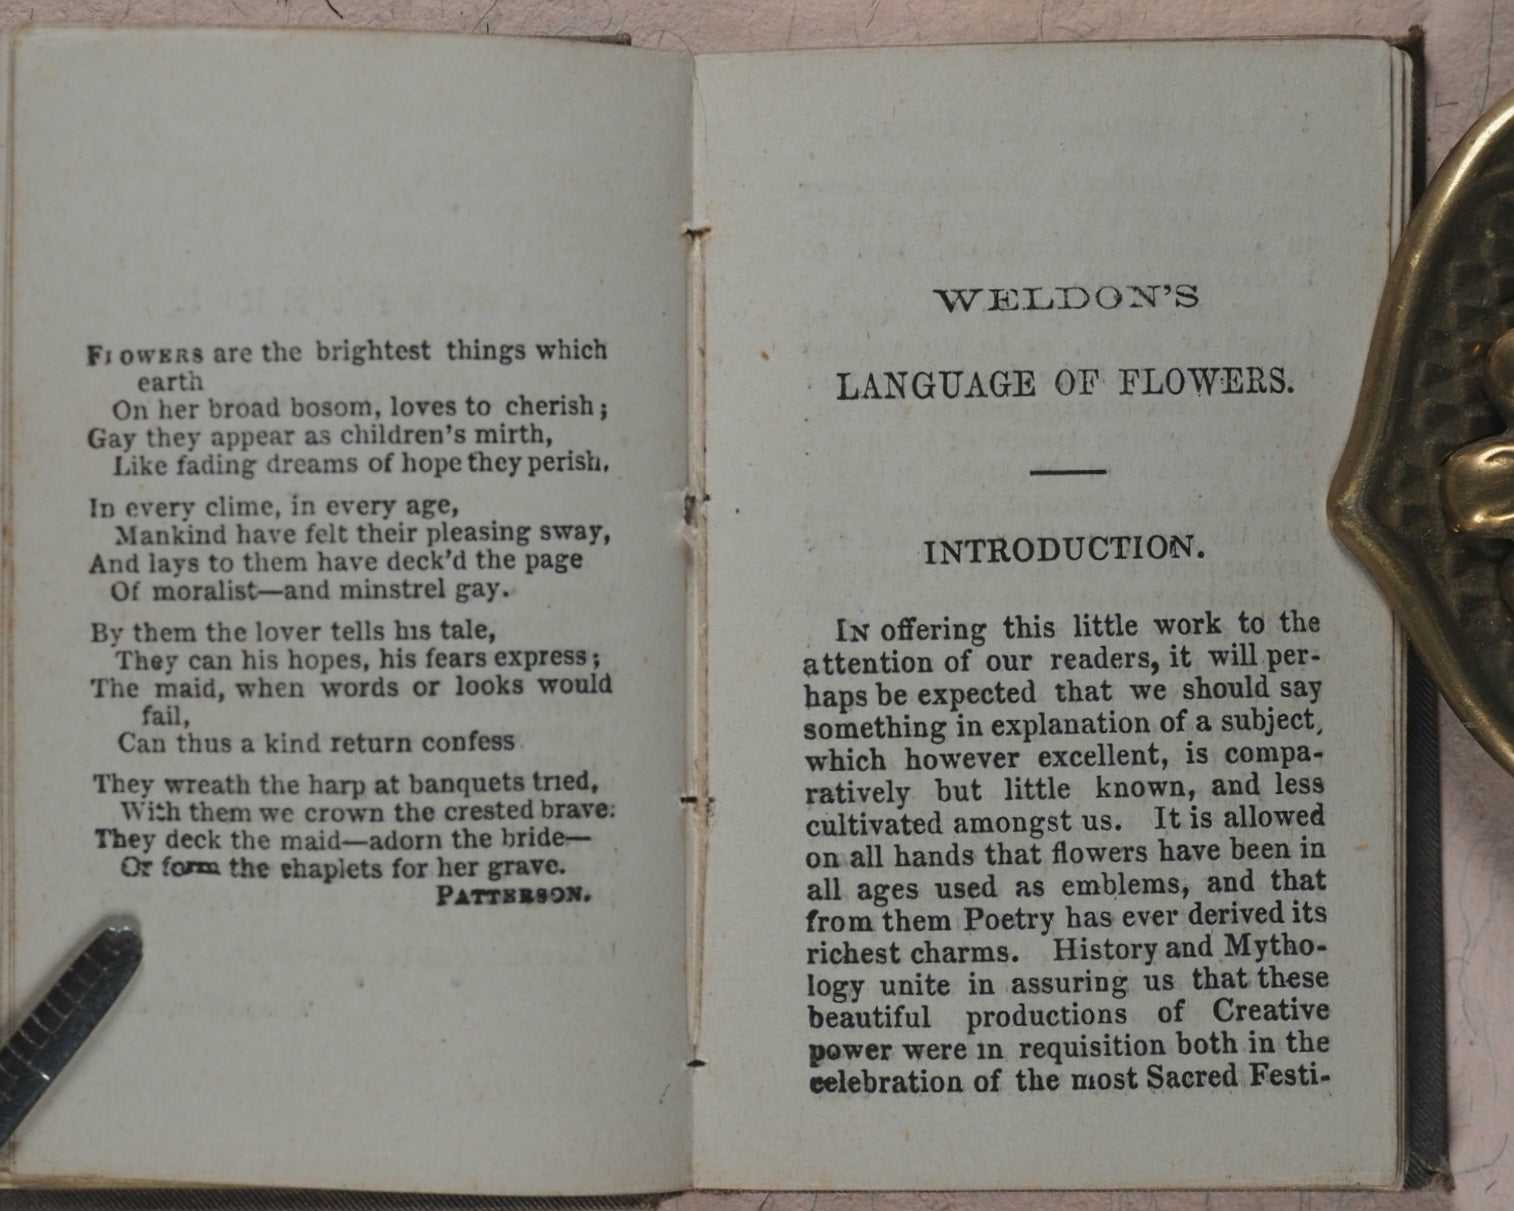 FLOWERS are the brightest things which
earth
On her broad bosom, loves to cherish;
Gay they appear as children's mirth,
Like fading dreams of hope they perish,
In every clime, in every age,
Mankind have felt their pleasing sway,
And lays to them have deck'd the page
Of moralist—and minstrel gay.
By them the lover tells his tale,
They can his hopes, his fears express;
The maid, when words or looks would
fail,
Can thus a kind return confess
They wreath the harp at banquets tried,
With them we crown the crested brave:
They deck the maid—adorn the bride—
Or form the chaplets for her grave.
PATTERSON.
WELDON'S
LANGUAGE OF FLOWERS.
INTRODUCTION.
IN offering this little work to the
attention of our readers, it will per-
haps be expected that we should say
something in explanation of a subject,
which however excellent, is compa-
ratively but little known, and less
cultivated amongst us. It is allowed
on all hands that flowers have been in
all ages used as emblems, and that
from them Poetry has ever derived its
richest charms. History and Mytho-
logy unite in assuring us that these
beautiful productions of Creative
power were in requisition both in the
celebration of the most Sacred Festi-